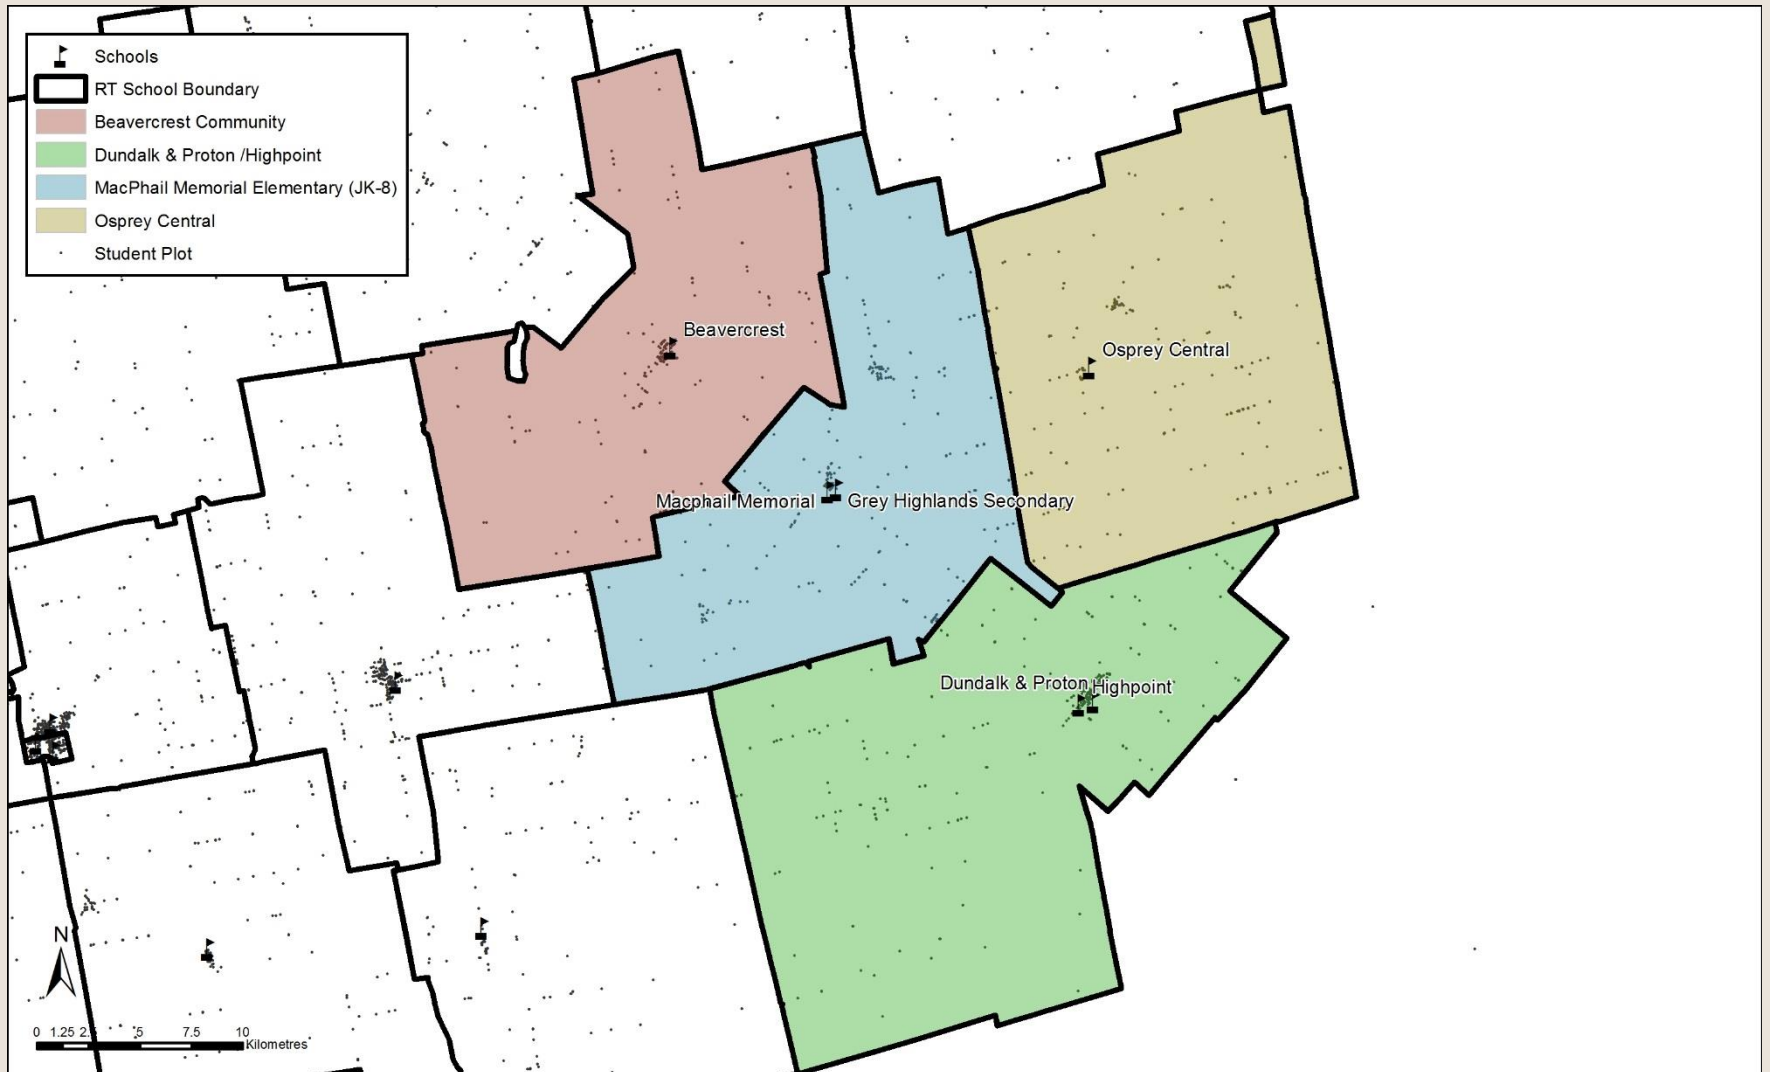 Schools
RT School Boundary
Beavercrest Community
Dundalk & Proton /Highpoint
MacPhail Memorial Elementary (JK-8)
Osprey Central
Student Plot
Beavercrest
Osprey Central
Macphail Memorial
Grey Highlands Secondary
Dundalk & Proton
Highpoint
N
0 1.25 2.5 5 7.5 10
Kilometres